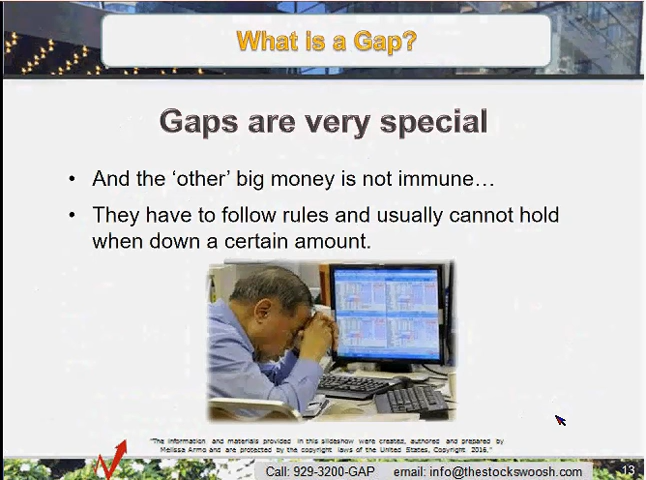 What is a Gap?
Gaps are very special
• And the ‘other’ big money is not immune…
• They have to follow rules and usually cannot hold
when down a certain amount.
"The information and materials provided in this slideshow were created, authored and prepared by
Melissa Armo and are protected by the copyright laws of the United States, Copyright 2016."
Call: 929-3200-GAP email: info@thestockswoosh.com
13